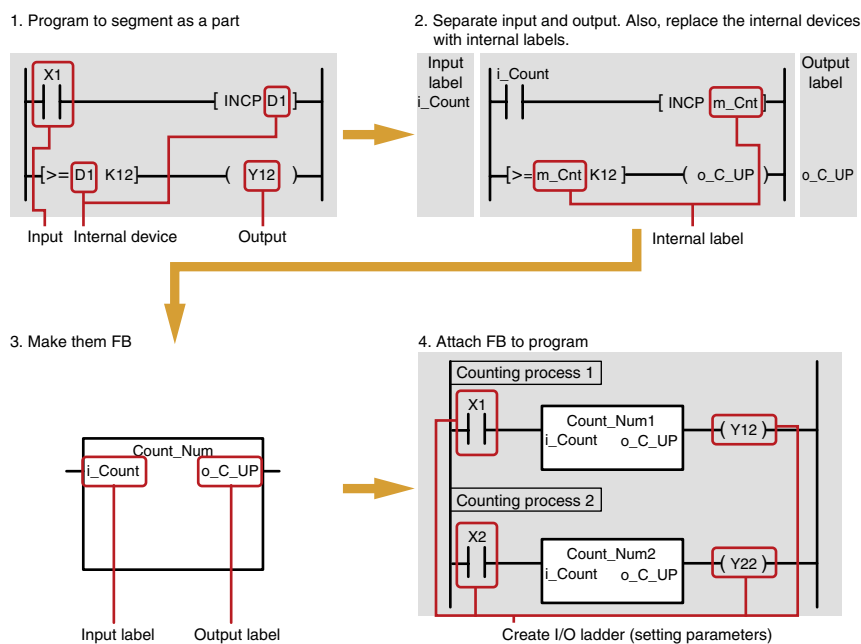 1. Program to segment as a part
X1
[ INCP D1 ]
[>= D1 K12]
( Y12 )
Input
Internal device
Output
2. Separate input and output. Also, replace the internal devices
with internal labels.
Input
label
i_Count
i_Count
[ INCP m_Cnt ]
[>= m_Cnt K12 ]
( o_C_UP )
Output
label
o_C_UP
Internal label
3. Make them FB
Count_Num
i_Count
o_C_UP
Input label
Output label
4. Attach FB to program
Counting process 1
X1
Count_Num1
i_Count
o_C_UP
( Y12 )
Counting process 2
X2
Count_Num2
i_Count
o_C_UP
( Y22 )
Create I/O ladder (setting parameters)